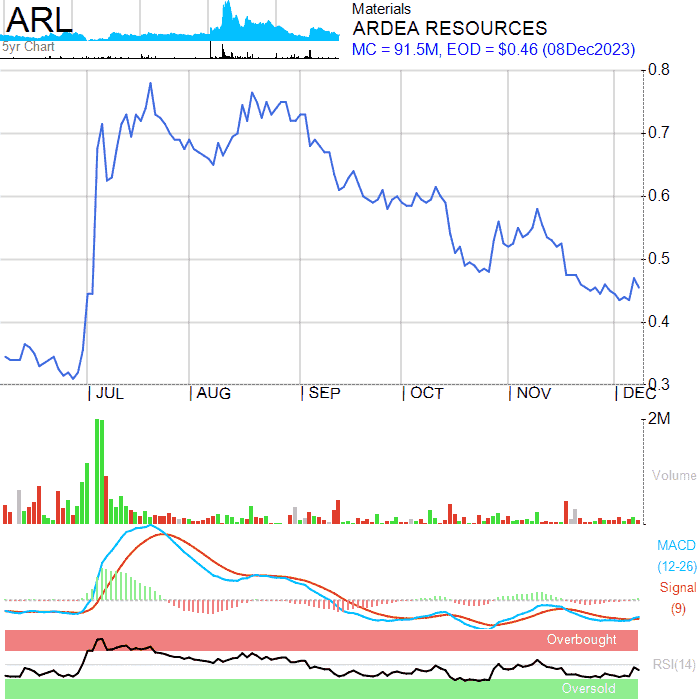 ARL
5yr Chart
Materials
ARDEA RESOURCES
MC = 91.5M, EOD = $0.46 (08Dec2023)
0.8
0.7
0.6
0.5
0.4
0.3
JUL AUG SEP OCT NOV DEC
2M
Volume
MACD
(12-26)
Signal
(9)
Overbought
RSI(14)
Oversold